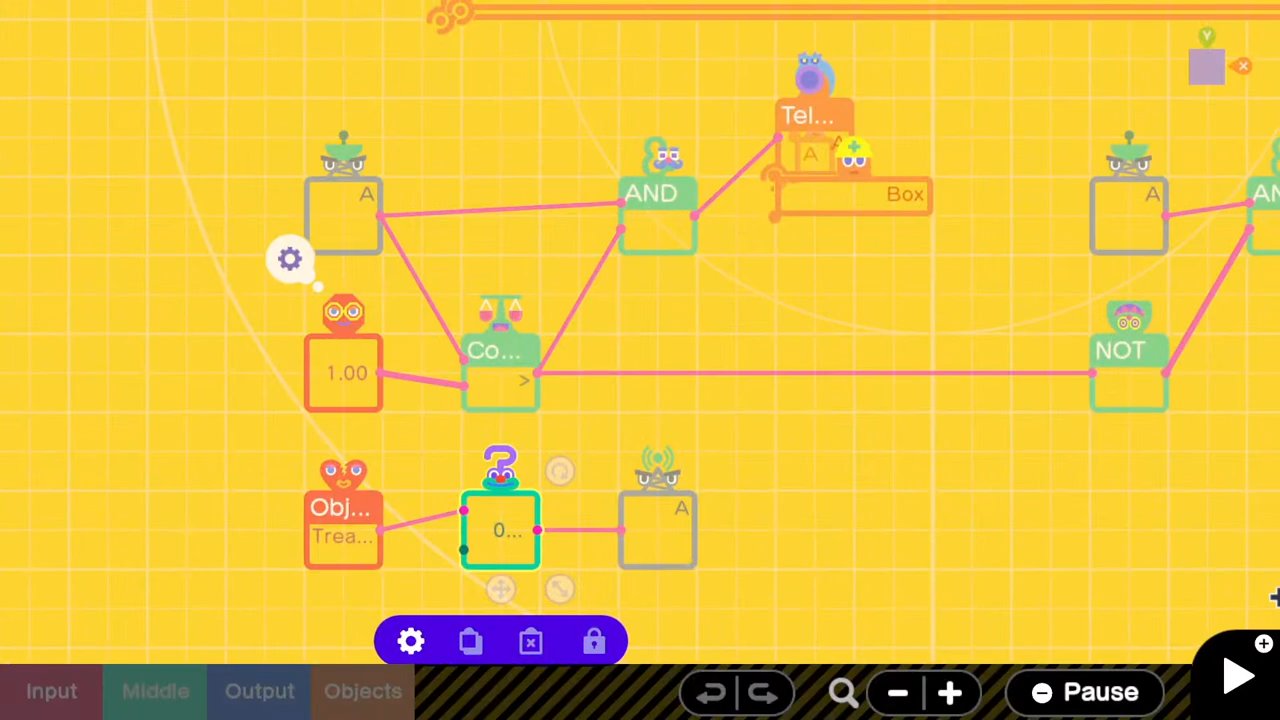 Y
X
Tel...
A
Box
A
AND
A
AN
1.00
Co...
>
NOT
Obj...
Trea...
0...
A
Input
Middle
Output
Objects
Pause